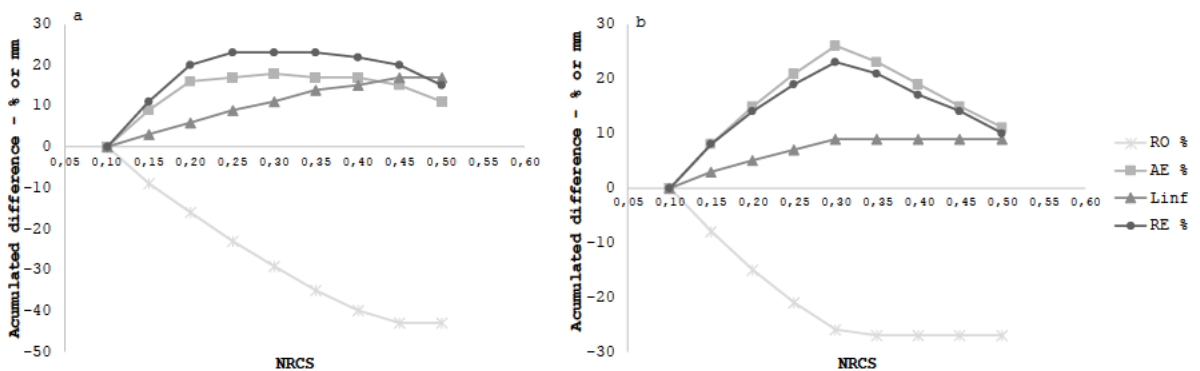 a
Acumulated difference - % or mm
30
20
10
0
-10
-20
-30
-40
-50
0,05 0,10 0,15 0,20 0,25 0,30 0,35 0,40 0,45 0,50 0,55 0,60
NRCS
b
Acumulated difference - % or mm
30
20
10
0
-10
-20
-30
0,05 0,10 0,15 0,20 0,25 0,30 0,35 0,40 0,45 0,50 0,55 0,60
NRCS
RO %
AE %
Linf
RE %